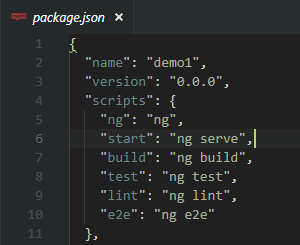 package.json ×
1 {
2 "name": "demo1",
3 "version": "0.0.0",
4 "scripts": {
5 "ng": "ng",
6 "start": "ng serve",
7 "build": "ng build",
8 "test": "ng test",
9 "lint": "ng lint",
10 "e2e": "ng e2e"
11 },